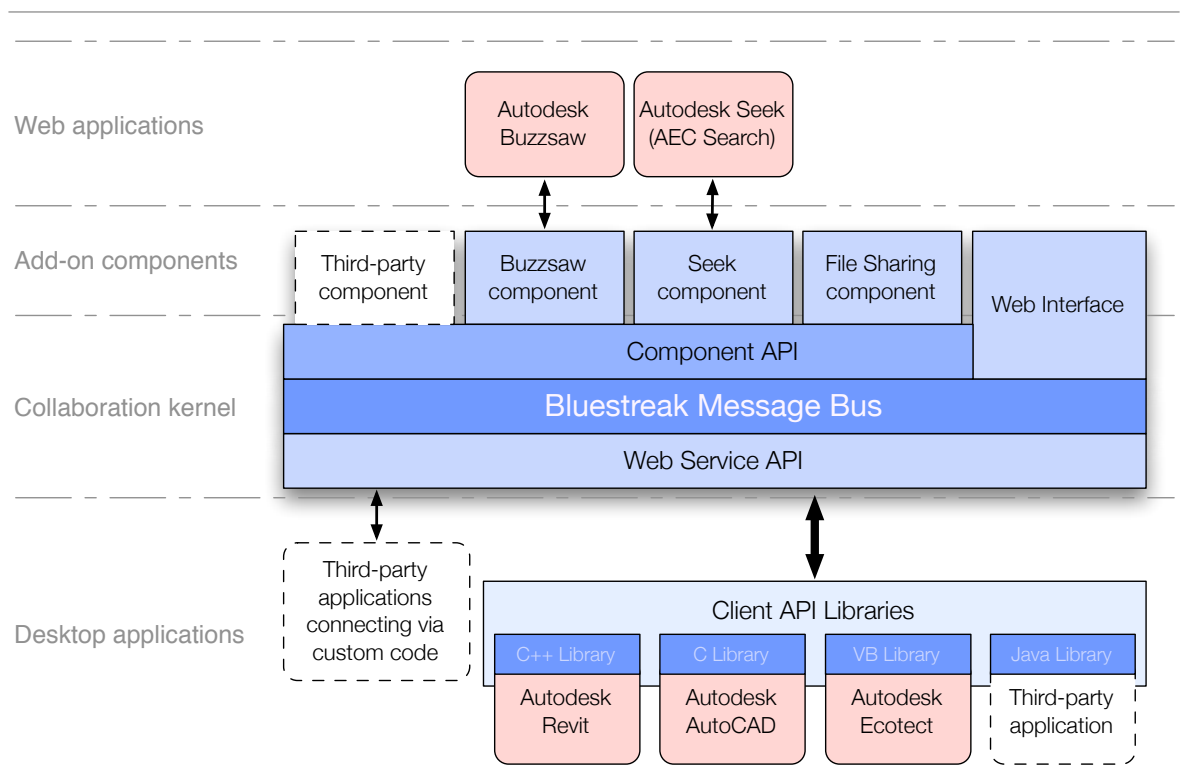 Web applications
Autodesk
Buzzsaw
Autodesk Seek
(AEC Search)
Add-on components
Third-party
component
Buzzsaw
component
Seek
component
File Sharing
component
Web Interface
Component API
Collaboration kernel
Bluestreak Message Bus
Web Service API
Desktop applications
Third-party
applications
connecting via
custom code
Client API Libraries
C++ Library
C Library
VB Library
Java Library
Autodesk
Revit
Autodesk
AutoCAD
Autodesk
Ecotect
Third-party
application